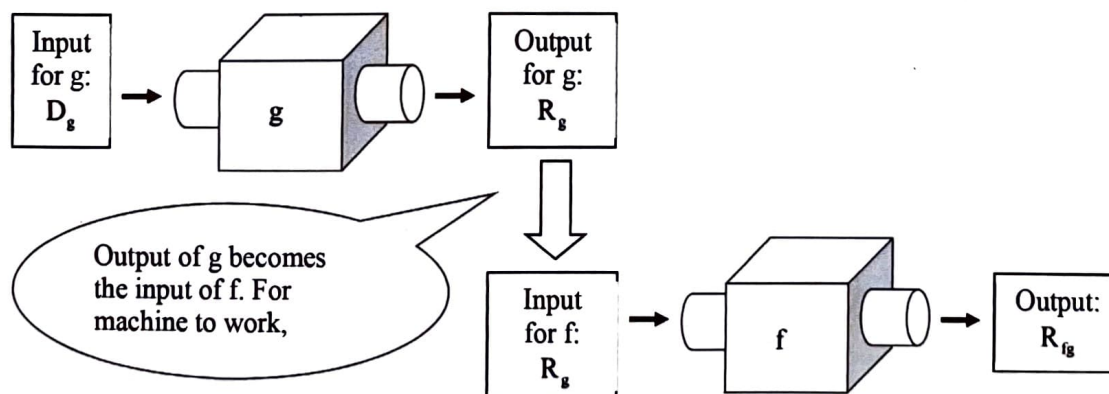 Input
for g:
D_g
g
Output
for g:
R_g
Output of g becomes
the input of f. For
machine to work,
Input
for f:
R_g
f
Output:
R_fg